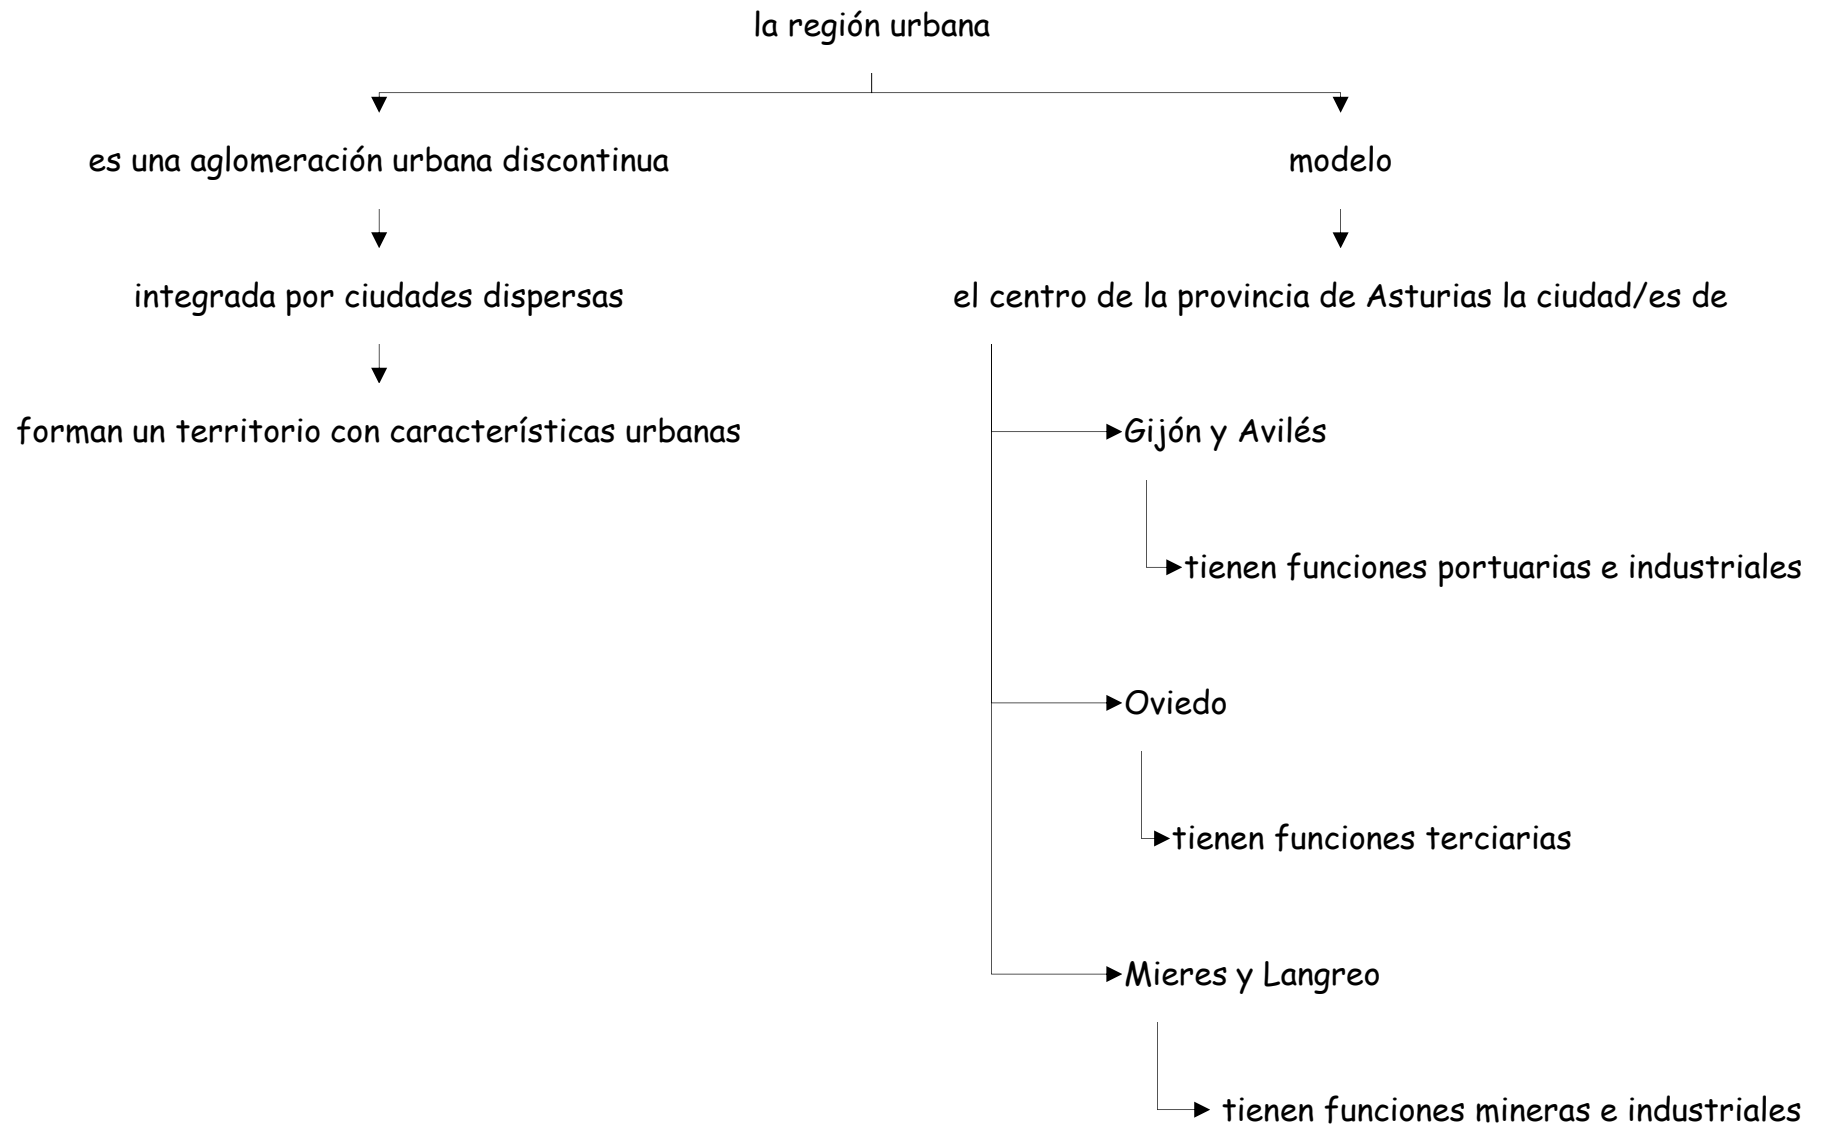 la región urbana
es una aglomeración urbana discontinua
modelo
integrada por ciudades dispersas
el centro de la provincia de Asturias la ciudad/es de
forman un territorio con características urbanas
Gijón y Avilés
tienen funciones portuarias e industriales
Oviedo
tienen funciones terciarias
Mieres y Langreo
tienen funciones mineras e industriales